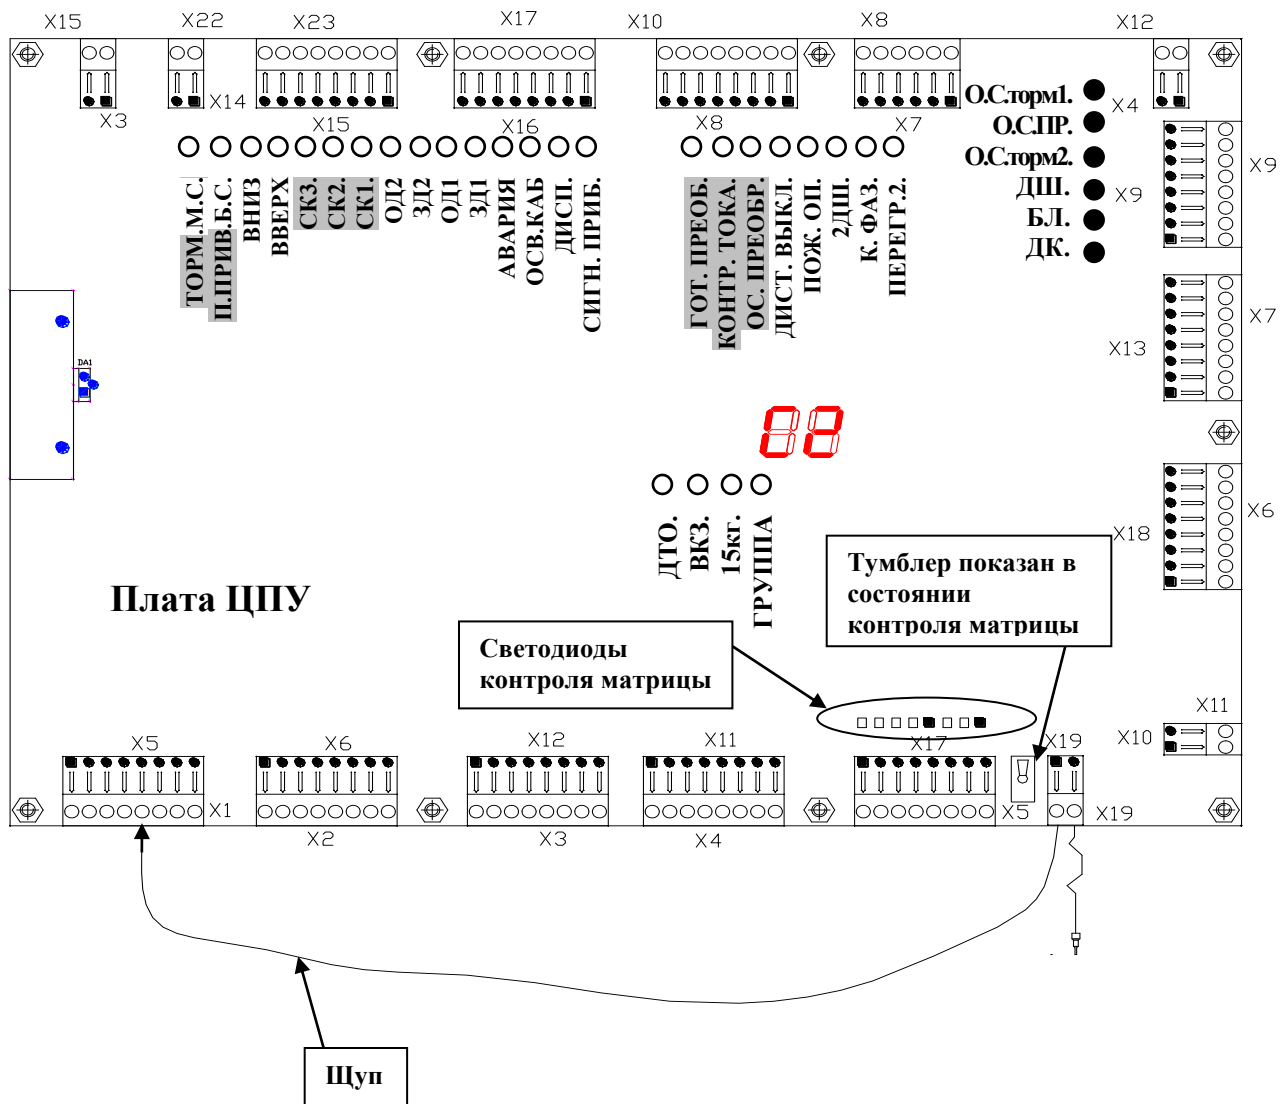 X15
X22
X23
X17
X10
X8
X12
X3
X14
X15
X16
X8
X7
О.С.торм1.
О.С.ПР.
О.С.торм2.
ДШ.
БЛ.
ДК.
X4
X9
X9
ТОРМ.М.С.
П.ПРИВ.Б.С.
ВНИЗ
ВВЕРХ
СК3.
СК2.
СК1.
ОД2
ЗД2
ОД1
ЗД1
АВАРИЯ
ОСВ.КАБ
ДИСП.
СИГН. ПРИБ.
ГОТ. ПРЕОБ.
КОНТР. ТОКА.
ОС. ПРЕОБР.
ДИСТ. ВЫКЛ.
ПОЖ. ОП.
2ДШ.
К. ФАЗ.
ПЕРЕГР.2.
X13
X7
DA1
С2
ДТО.
ВКЗ.
15кг.
ГРУППА
X18
X6
Плата ЦПУ
Тумблер показан в
состоянии
контроля матрицы
Светодиоды
контроля матрицы
X10
X11
X5
X6
X12
X11
X17
X19
X1
X2
X3
X4
X5
X19
Щуп